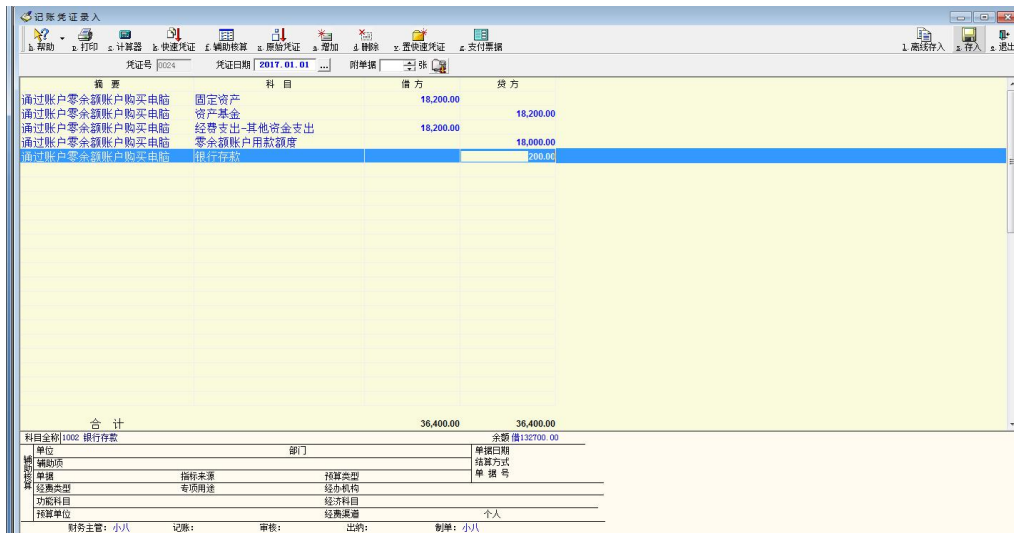 记账凭证录入
h.帮助 p.打印 c.计算器 k.快速凭证 f.辅助核算 x.原始凭证 a.增加 d.删除 v.置快速凭证 g.支付票据 l.离线存入 s.存入 e.退出
凭证号 0024 凭证日期 2017.01.01 ... 附单据 张
摘 要 科 目 借 方 贷 方
通过账户零余额账户购买电脑 固定资产 18,200.00
通过账户零余额账户购买电脑 资产基金 18,200.00
通过账户零余额账户购买电脑 经费支出-其他资金支出 18,200.00
通过账户零余额账户购买电脑 零余额账户用款额度 18,000.00
通过账户零余额账户购买电脑 银行存款 200.00
合 计 36,400.00 36,400.00
科目全称 1002 银行存款 余额 借132700.00
辅助核算
单位 部门 单据日期
辅助项 结算方式
单据 指标来源 预算类型 单 据 号
经费类型 专项用途 经办机构
功能科目 经济科目
预算单位 经费渠道 个人
财务主管: 小八 记账: 审核: 出纳: 制单: 小八